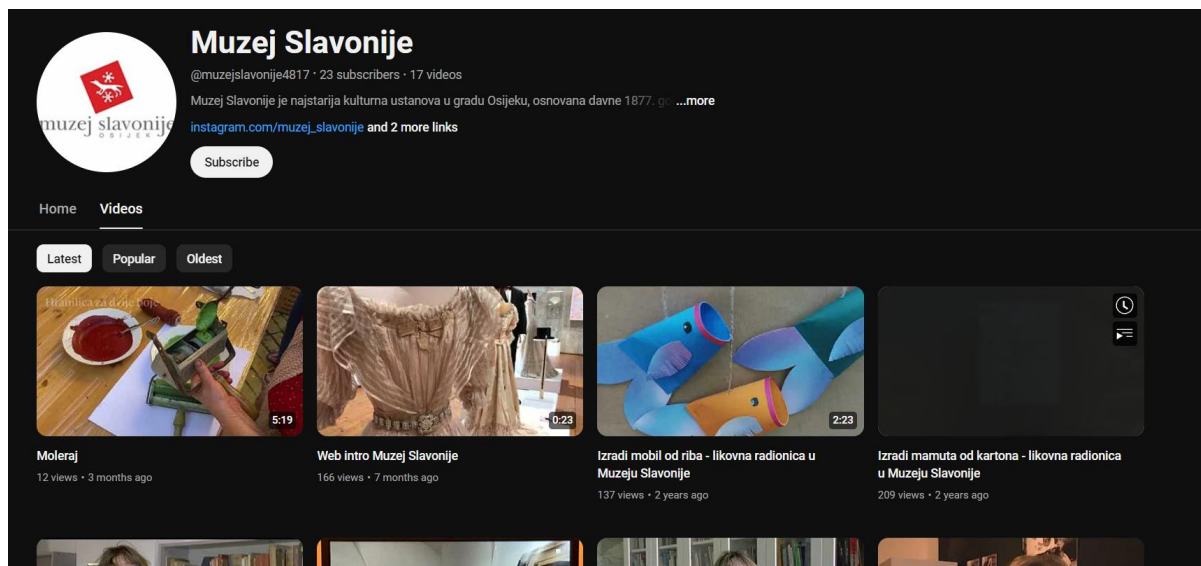 Muzej Slavonije
@muzejslavonije4817 · 23 subscribers · 17 videos
Muzej Slavonije je najstarija kulturna ustanova u gradu Osijeku, osnovana davne 1877. go ...more
instagram.com/muzej_slavonije and 2 more links
muzej slavonije
OSIJEK
Subscribe
Home Videos
Latest Popular Oldest
Hramlica za dvije boje
5:19
0:23
2:23
Moleraj
12 views • 3 months ago
Web intro Muzej Slavonije
166 views • 7 months ago
Izradi mobil od riba - likovna radionica u
Muzeju Slavonije
137 views • 2 years ago
Izradi mamuta od kartona - likovna radionica
u Muzeju Slavonije
209 views • 2 years ago